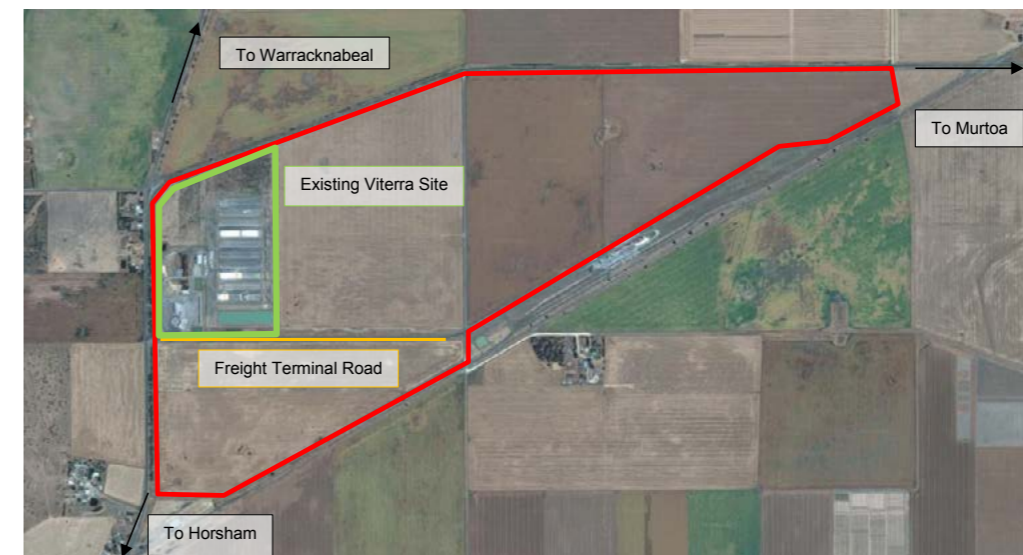 To Warracknabeal
To Murtoa
Existing Viterra Site
Freight Terminal Road
To Horsham